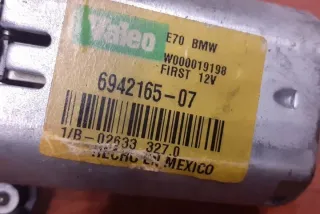 Valeo
E70 BMW
W000019198
FIRST 12V
6942165-07
1/B-02633 327.0
HECHO EN MEXICO